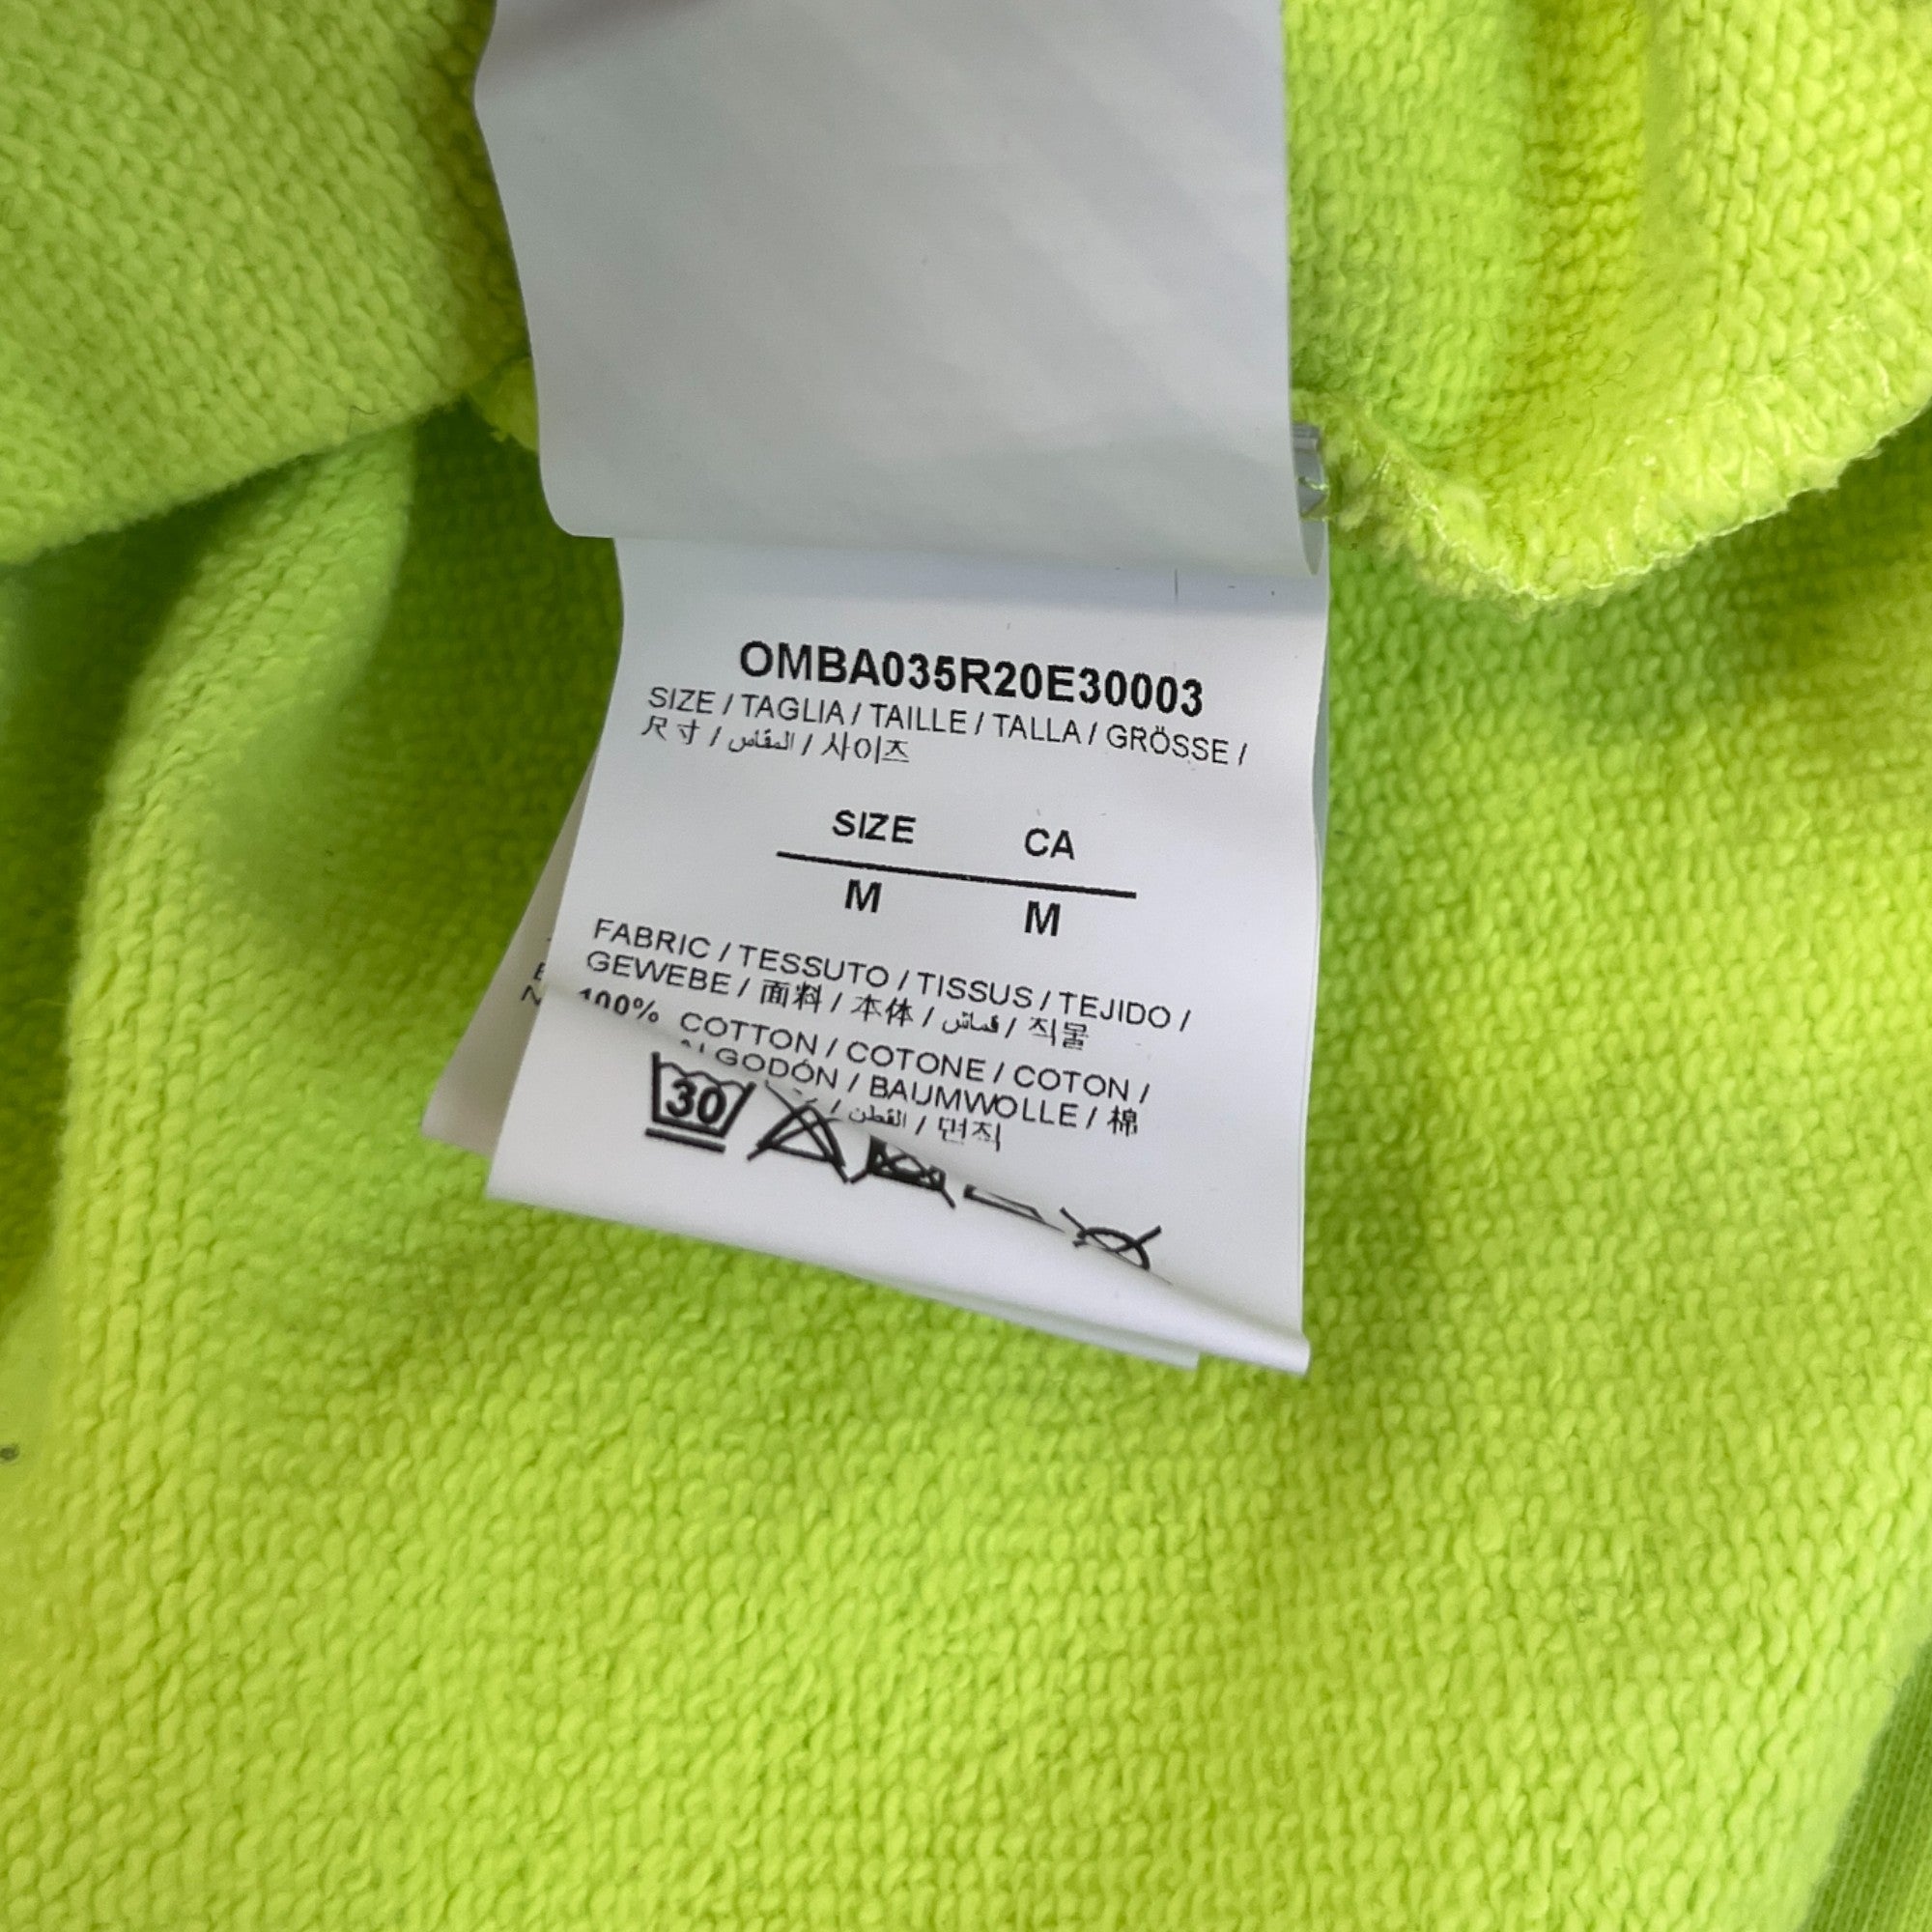 OMBA035R20E30003
SIZE / TAGLIA / TAILLE / TALLA / GRÖSSE /
尺寸 / المقاس / 사이즈
SIZE CA
M M
FABRIC / TESSUTO / TISSUS / TEJIDO /
GEWEBE / 面料 / 本体 / قماش / 직물
100% COTTON / COTONE / COTON /
ALGODÓN / BAUMWOLLE / 棉
/ القطن / 면직
30